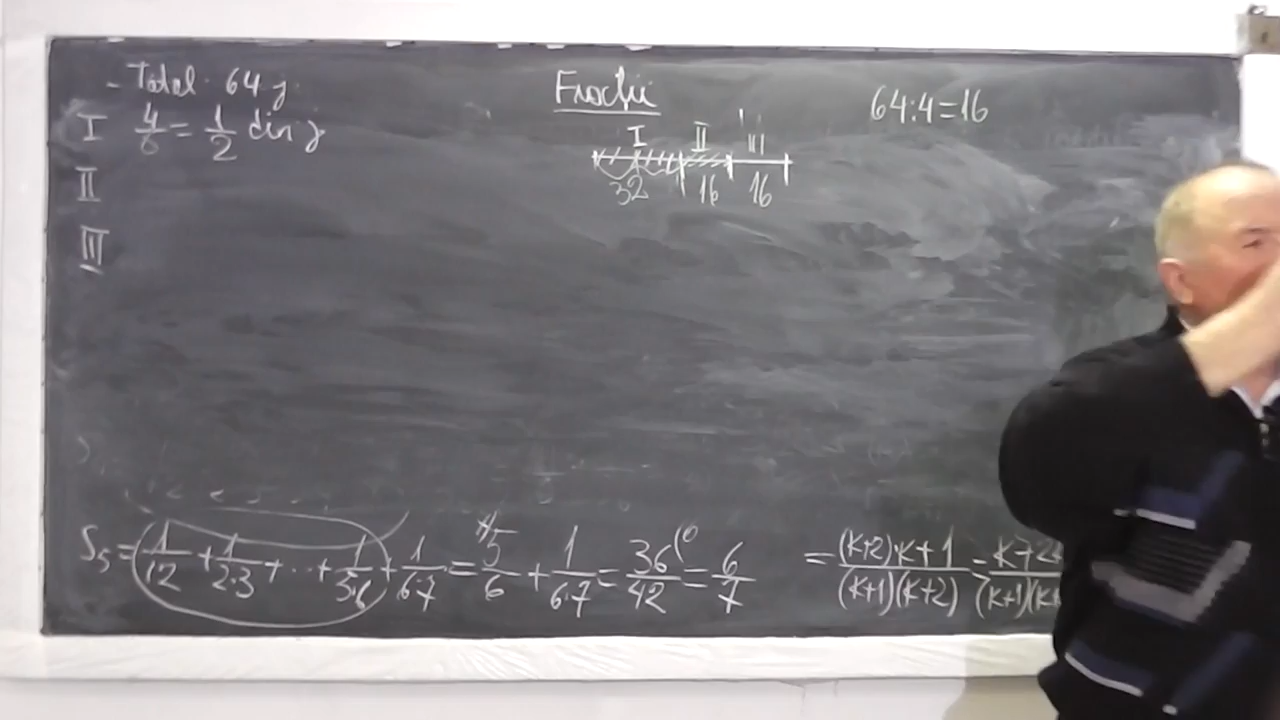 - Total: 64 j.
I 4/8 = 1/2 din j
II
III
Fracții
I II III
32 16 16
64:4=16
S₅ = 1/1·2 + 1/2·3 + ... + 1/5·6 + 1/6·7 = 5/6 + 1/6·7 = 36/42 = 6/7
= (k+2)·k+1/(k+1)(k+2) =